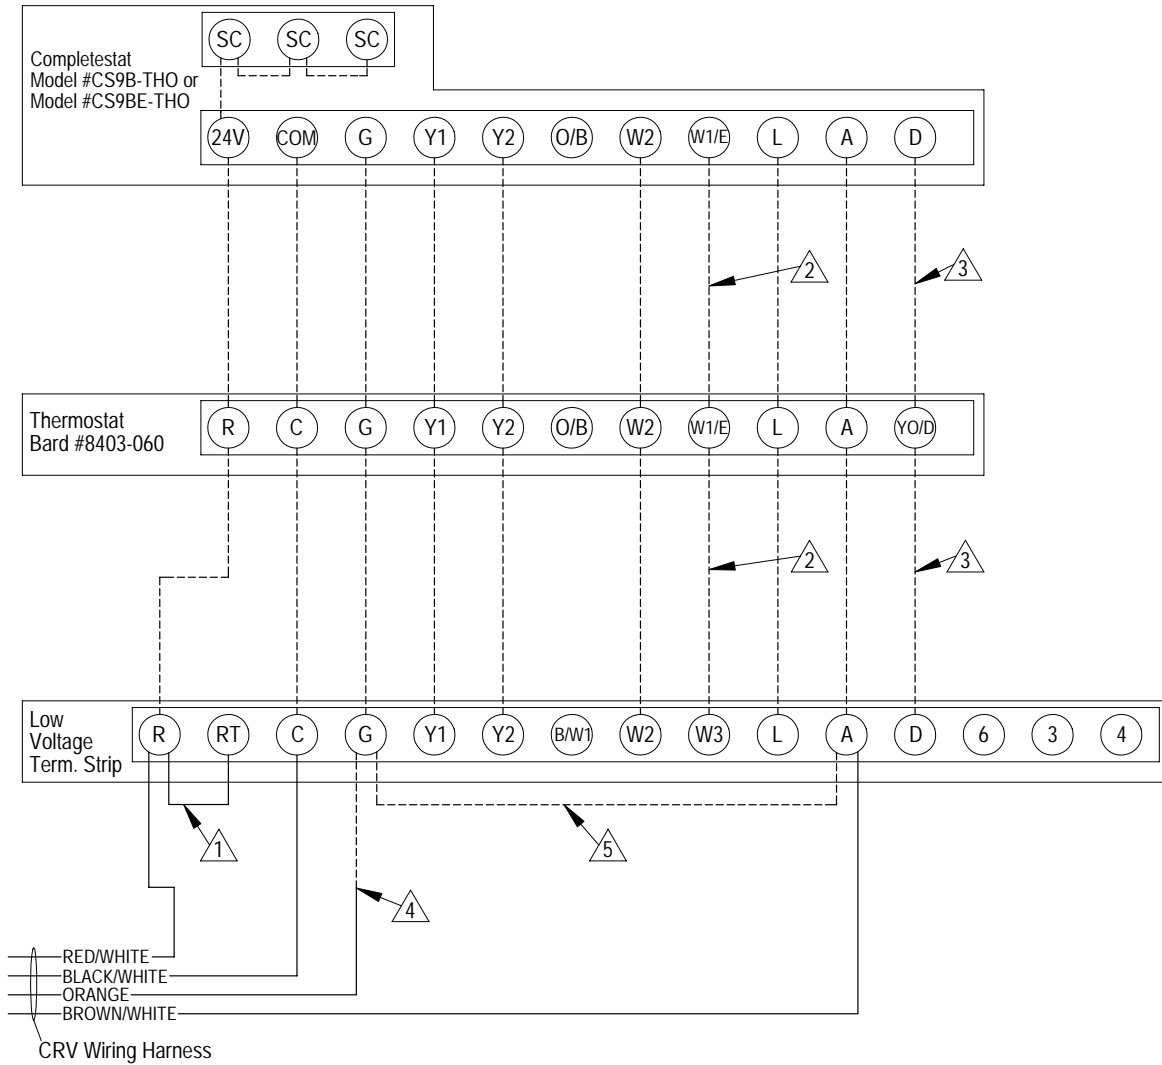 SC SC SC
Completestat
Model #CS9B-THO or
Model #CS9BE-THO
24V COM G Y1 Y2 O/B W2 W1/E L A D
2 3
Thermostat
Bard #8403-060
R C G Y1 Y2 O/B W2 W1/E L A YO/D
2 3
Low
Voltage
Term. Strip
R RT C G Y1 Y2 B/W1 W2 W3 L A D 6 3 4
1 5
4
RED/WHITE
BLACK/WHITE
ORANGE
BROWN/WHITE
CRV Wiring Harness